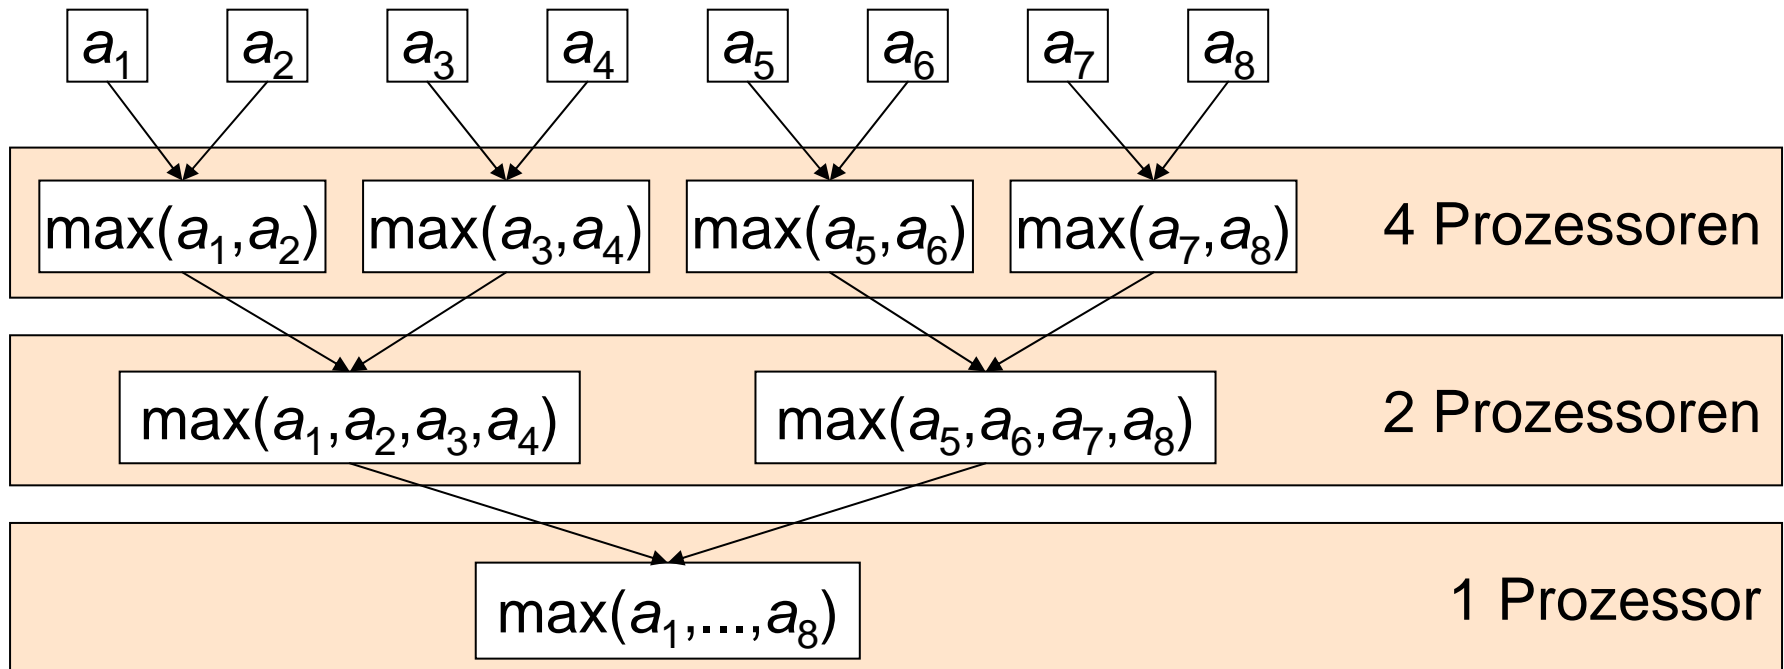 a₁ a₂ a₃ a₄ a₅ a₆ a₇ a₈
max(a₁,a₂) max(a₃,a₄) max(a₅,a₆) max(a₇,a₈) 4 Prozessoren
max(a₁,a₂,a₃,a₄) max(a₅,a₆,a₇,a₈) 2 Prozessoren
max(a₁,...,a₈) 1 Prozessor